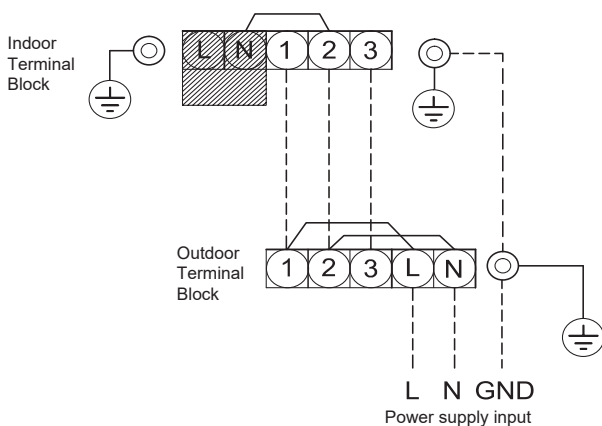 Indoor
Terminal
Block
L N 1 2 3
Outdoor
Terminal
Block
1 2 3 L N
L N GND
Power supply input